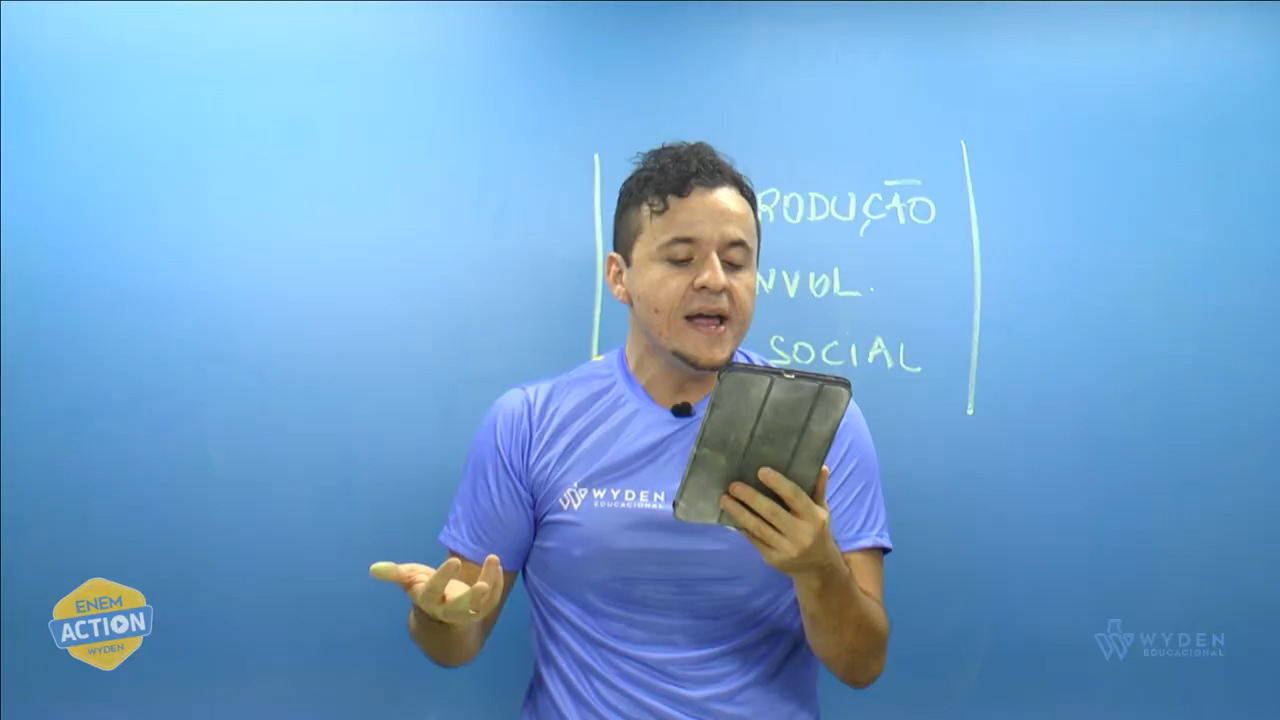 RODUÇÃO
NVOL.
SOCIAL
WYDEN
EDUCACIONAL
ENEM
ACTION
WYDEN
WYDEN
EDUCACIONAL